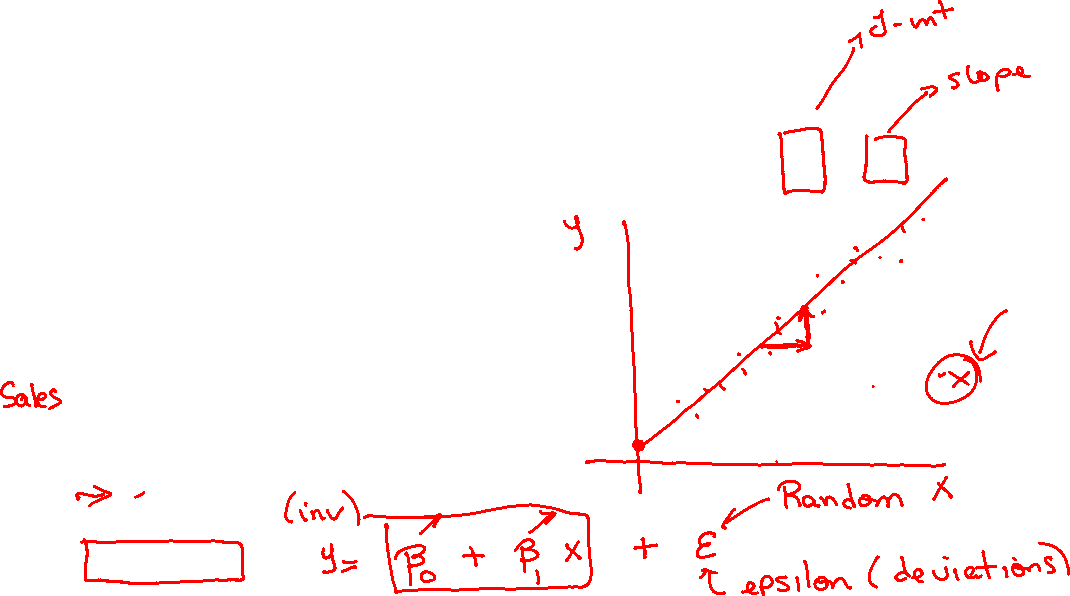 y-int
slope
y
-x
Sales
Random x
(inv)
y= β0 + β1 x + ε
epsilon (deviations)